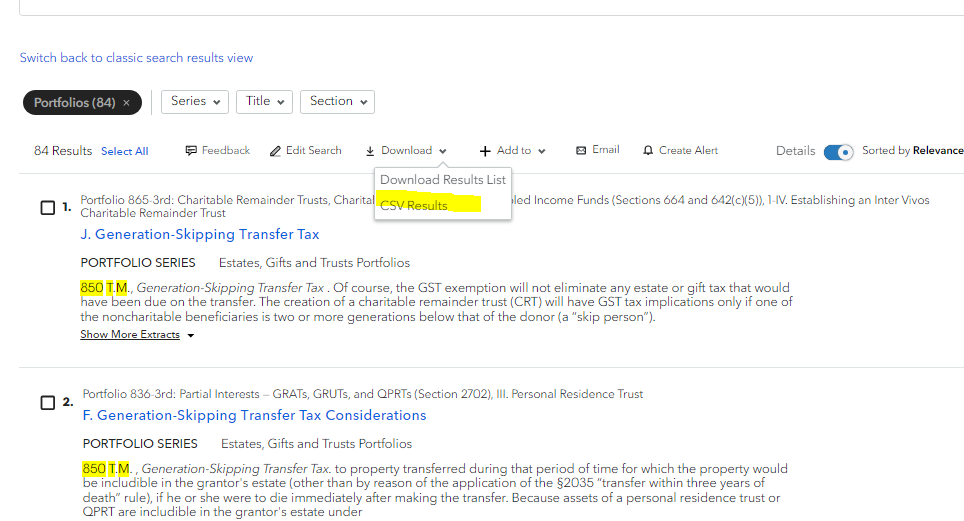 Switch back to classic search results view
Portfolios (84) ×
Series
Title
Section
84 Results Select All Feedback Edit Search Download Add to Email Create Alert Details Sorted by Relevance
Download Results List
CSV Results
1. Portfolio 865-3rd: Charitable Remainder Trusts, Charital led Income Funds (Sections 664 and 642(c)(5)), 1-IV. Establishing an Inter Vivos
Charitable Remainder Trust
J. Generation-Skipping Transfer Tax
PORTFOLIO SERIES Estates, Gifts and Trusts Portfolios
850 T.M., Generation-Skipping Transfer Tax . Of course, the GST exemption will not eliminate any estate or gift tax that would
have been due on the transfer. The creation of a charitable remainder trust (CRT) will have GST tax implications only if one of
the noncharitable beneficiaries is two or more generations below that of the donor (a “skip person”).
Show More Extracts
2. Portfolio 836-3rd: Partial Interests – GRATs, GRUTs, and QPRTs (Section 2702), III. Personal Residence Trust
F. Generation-Skipping Transfer Tax Considerations
PORTFOLIO SERIES Estates, Gifts and Trusts Portfolios
850 T.M. , Generation-Skipping Transfer Tax. to property transferred during that period of time for which the property would
be includible in the grantor's estate (other than by reason of the application of the §2035 “transfer within three years of
death” rule), if he or she were to die immediately after making the transfer. Because assets of a personal residence trust or
QPRT are includible in the grantor's estate under